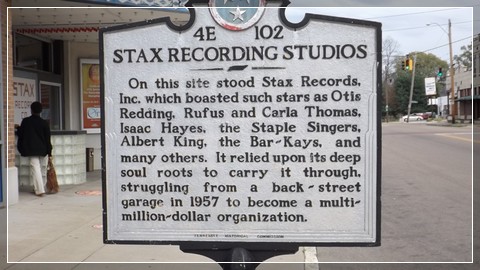 4E 102
STAX RECORDING STUDIOS
On this site stood Stax Records,
Inc. which boasted such stars as Otis
Redding, Rufus and Carla Thomas,
Isaac Hayes, the Staple Singers,
Albert King, the Bar-Kays, and
many others. It relied upon its deep
soul roots to carry it through,
struggling from a back-street
garage in 1957 to become a multi-
million-dollar organization.
TENNESSEE HISTORICAL COMMISSION
STAX